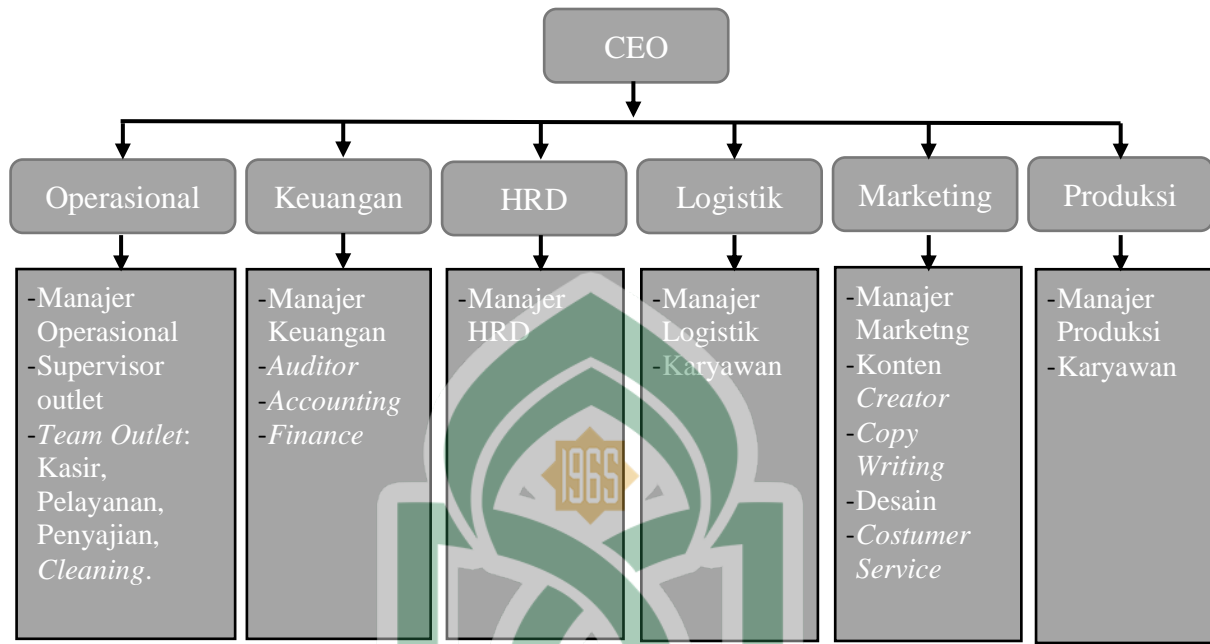 CEO
Operasional
Keuangan
HRD
Logistik
Marketing
Produksi
-Manajer
Operasional
-Supervisor
outlet
-Team Outlet:
Kasir,
Pelayanan,
Penyajian,
Cleaning.
-Manajer
Keuangan
-Auditor
-Accounting
-Finance
-Manajer
HRD
-Manajer
Logistik
-Karyawan
-Manajer
Marketng
-Konten
Creator
-Copy
Writing
-Desain
-Costumer
Service
-Manajer
Produksi
-Karyawan
1965